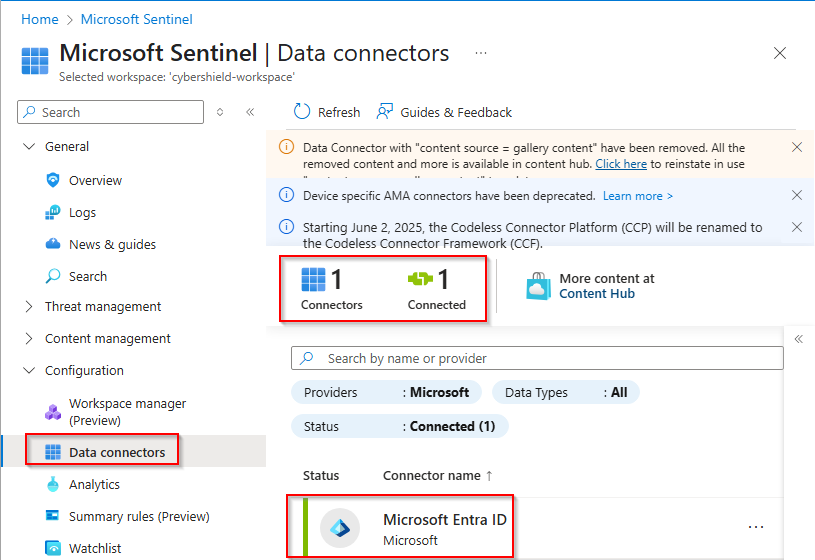 Home > Microsoft Sentinel
Microsoft Sentinel | Data connectors ...
Selected workspace: 'cybershield-workspace'
Search
General
Overview
Logs
News & guides
Search
Threat management
Content management
Configuration
Workspace manager
(Preview)
Data connectors
Analytics
Summary rules (Preview)
Watchlist
Refresh
Guides & Feedback
Data Connector with "content source = gallery content" have been removed. All the
removed content and more is available in content hub. Click here to reinstate in use
Device specific AMA connectors have been deprecated. Learn more >
Starting June 2, 2025, the Codeless Connector Platform (CCP) will be renamed to
the Codeless Connector Framework (CCF).
1 Connectors
1 Connected
More content at
Content Hub
Search by name or provider
Providers : Microsoft
Data Types : All
Status : Connected (1)
Status Connector name ↑
Microsoft Entra ID
Microsoft